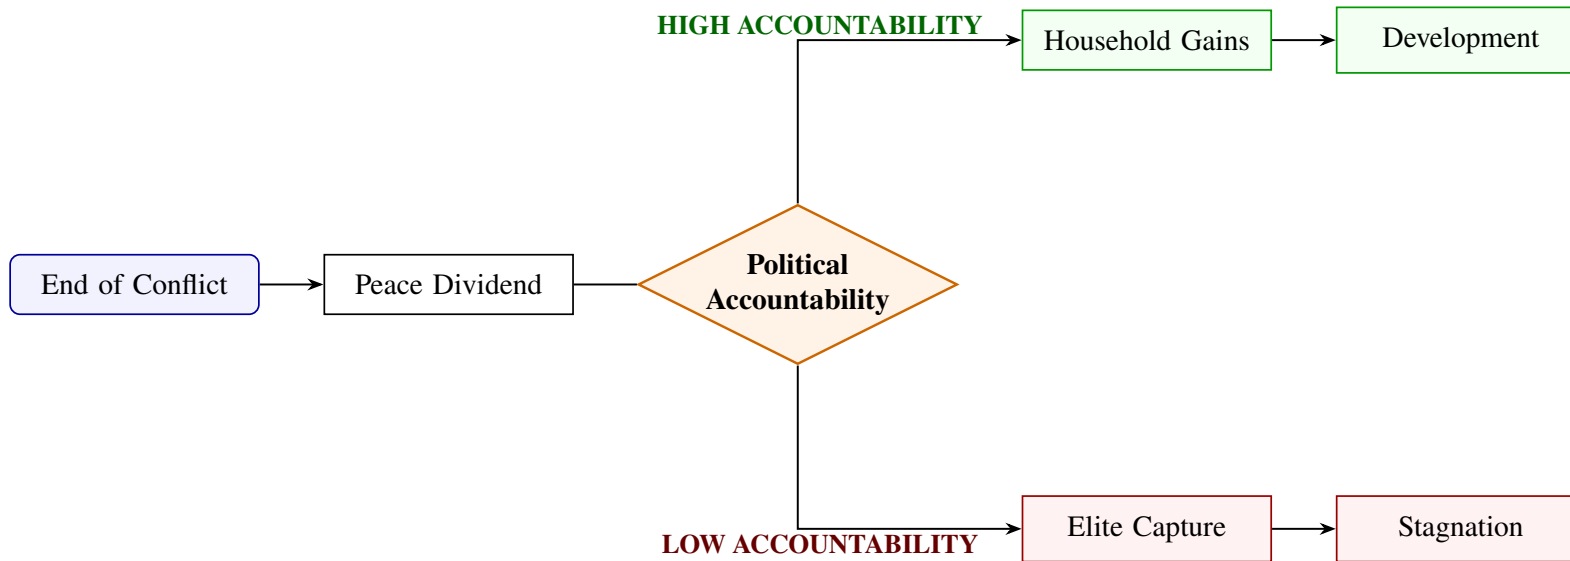 HIGH ACCOUNTABILITY
Household Gains
Development
End of Conflict
Peace Dividend
Political
Accountability
LOW ACCOUNTABILITY
Elite Capture
Stagnation